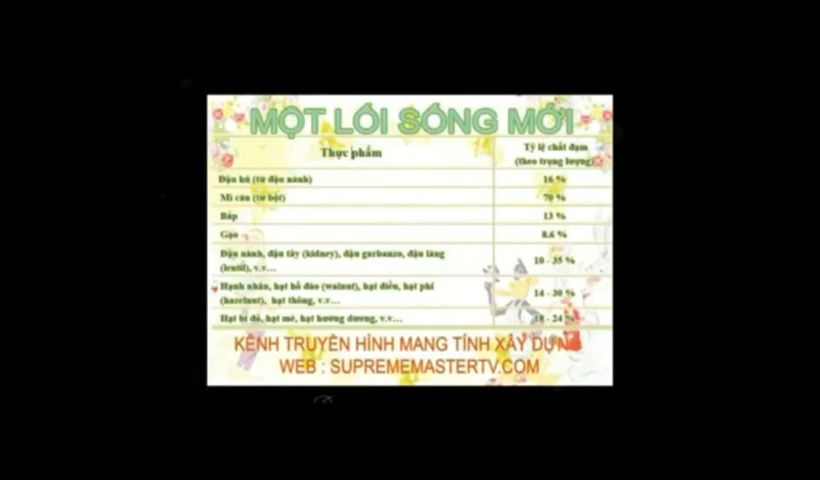 MỘT LỐI SỐNG MỚI
Thực phẩm
Tỷ lệ chất đạm
(theo trọng lượng)
Đậu hủ (từ đậu nành)
16 %
Mì căn (từ bột)
70 %
Bắp
13 %
Gạo
8.6 %
Đậu nành, đậu tây (kidney), đậu garbanzo, đậu lăng
(lentil), v.v…
10 - 35 %
Hạnh nhân, hạt hồ đào (walnut), hạt điều, hạt phỉ
(hazelnut), hạt thông, v.v…
14 - 30 %
Hạt bí đỏ, hạt mè, hạt hướng dương, v.v…
18 - 24 %
KÊNH TRUYỀN HÌNH MANG TÍNH XÂY DỰNG
WEB : SUPREMEMASTERTV.COM